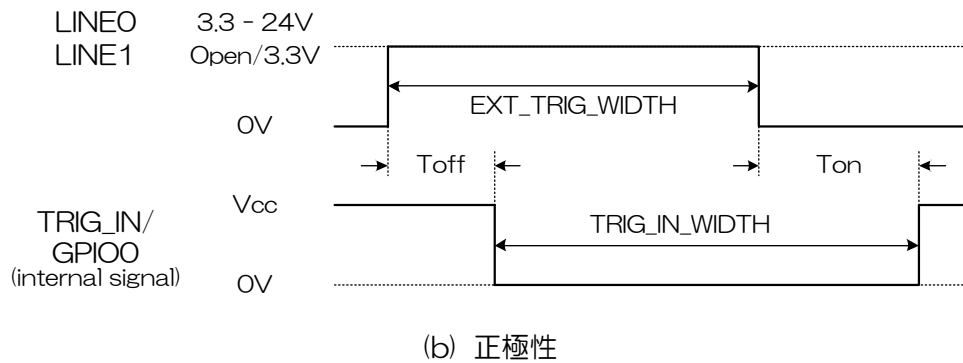 LINE0 3.3 - 24V
LINE1 Open/3.3V
EXT_TRIG_WIDTH
0V
Toff Ton
Vcc
TRIG_IN/
GPIO0
(internal signal)
TRIG_IN_WIDTH
0V
(b) 正極性